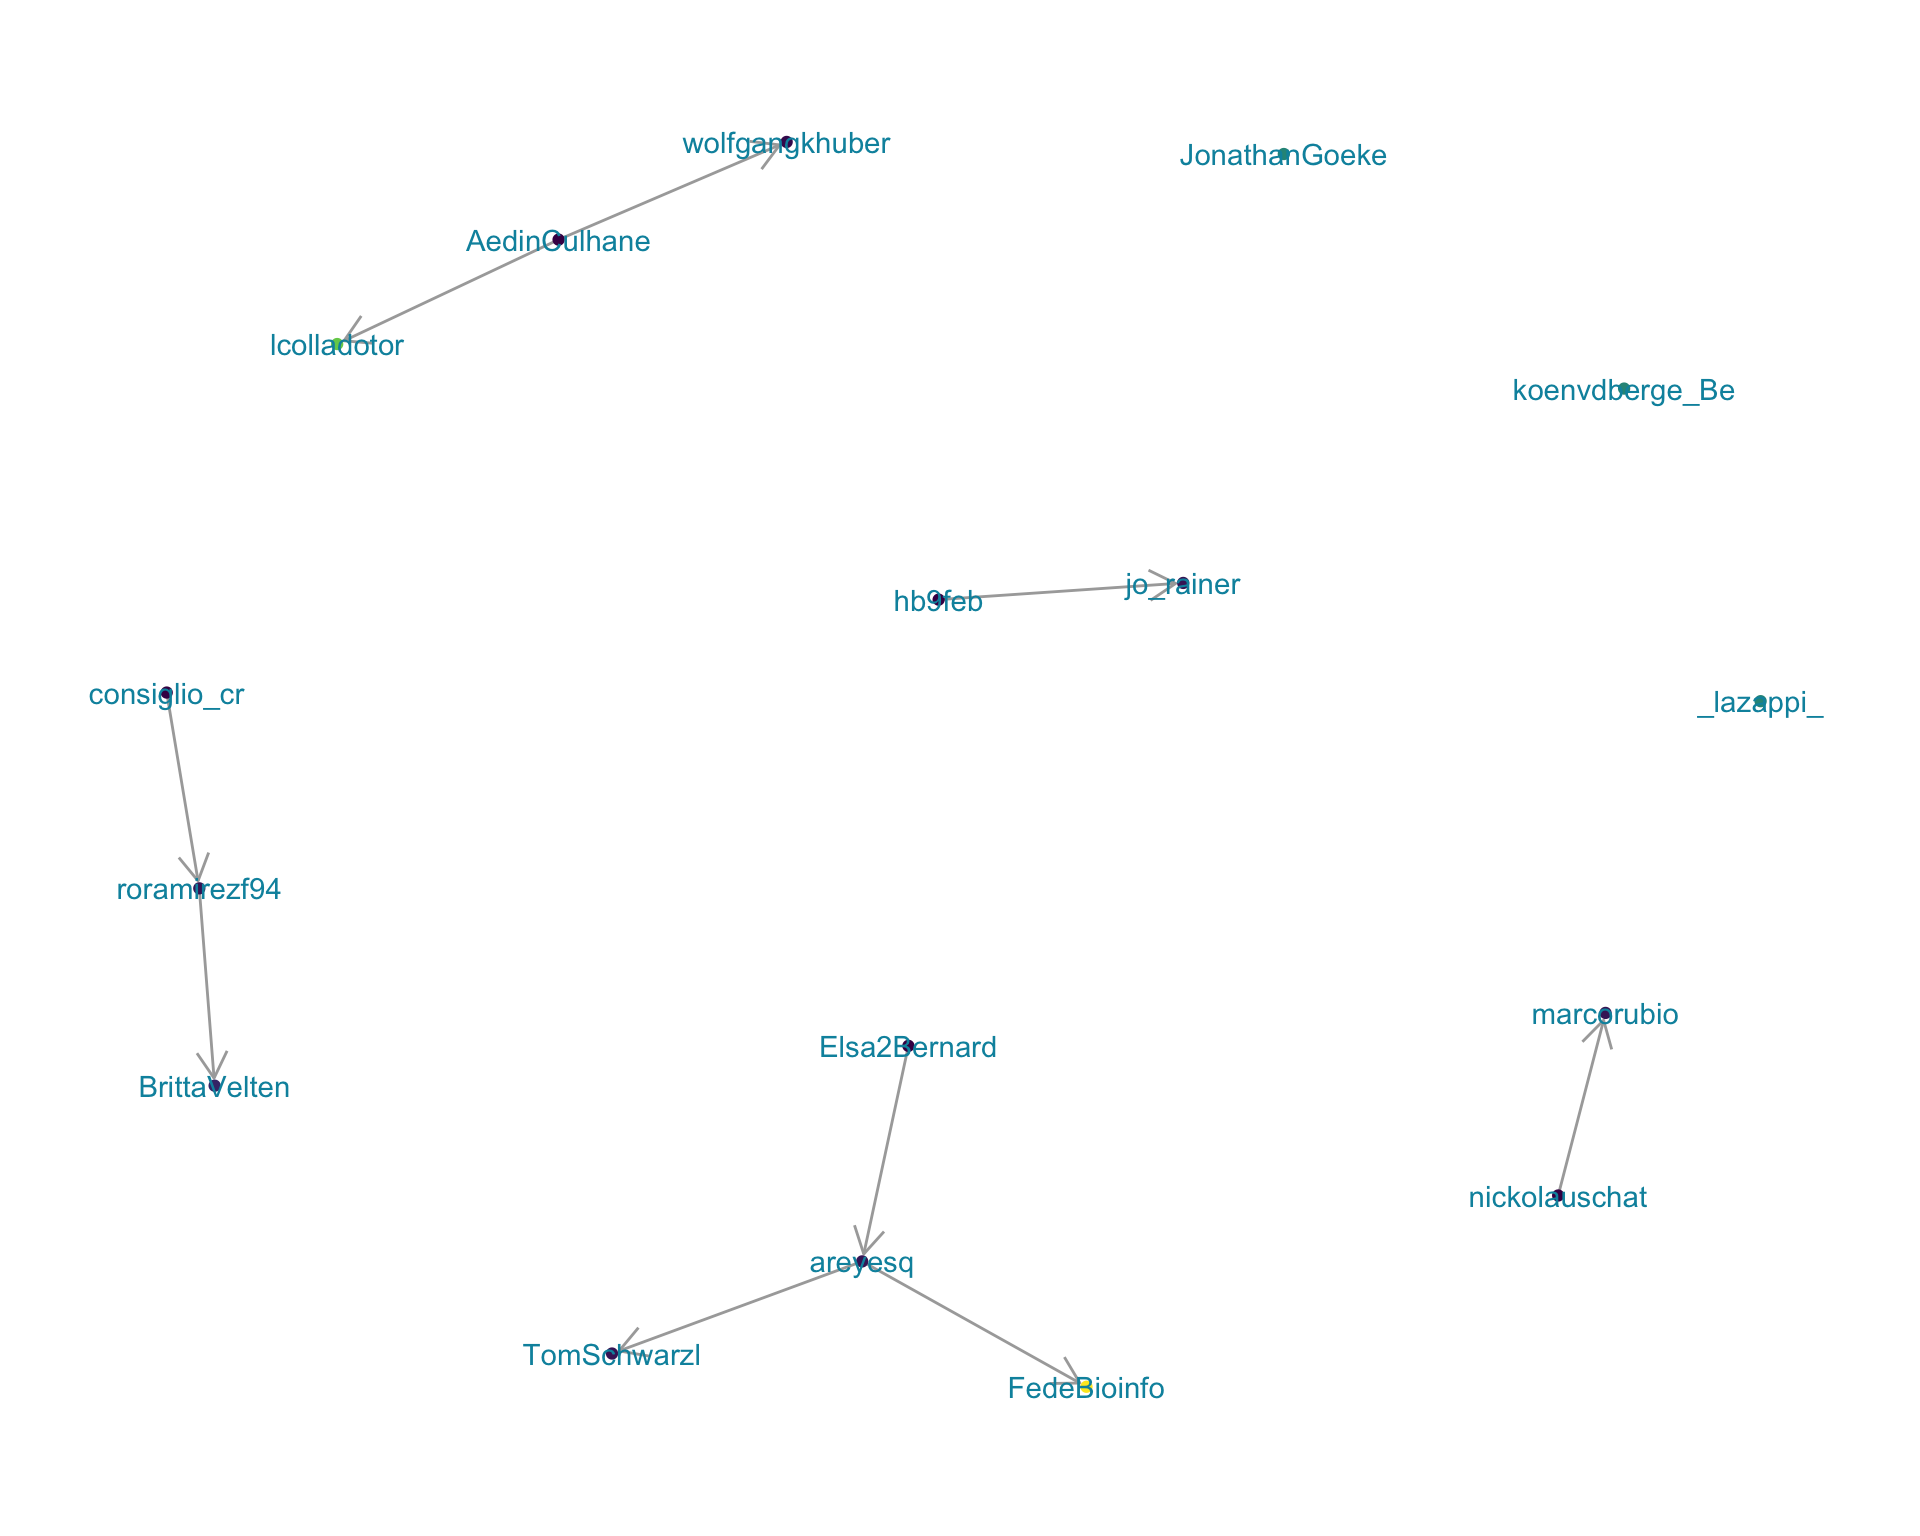 wolfgangkhuber
JonathanGoeke
AedinCulhane
lcolladotor
koenvdberge_Be
jo_rainer
hb9feb
consiglio_cr
_lazappi_
roramirezf94
marcorubio
Elsa2Bernard
BrittaVelten
nickolauschat
areyesq
TomSchwarzl
FedeBioinfo